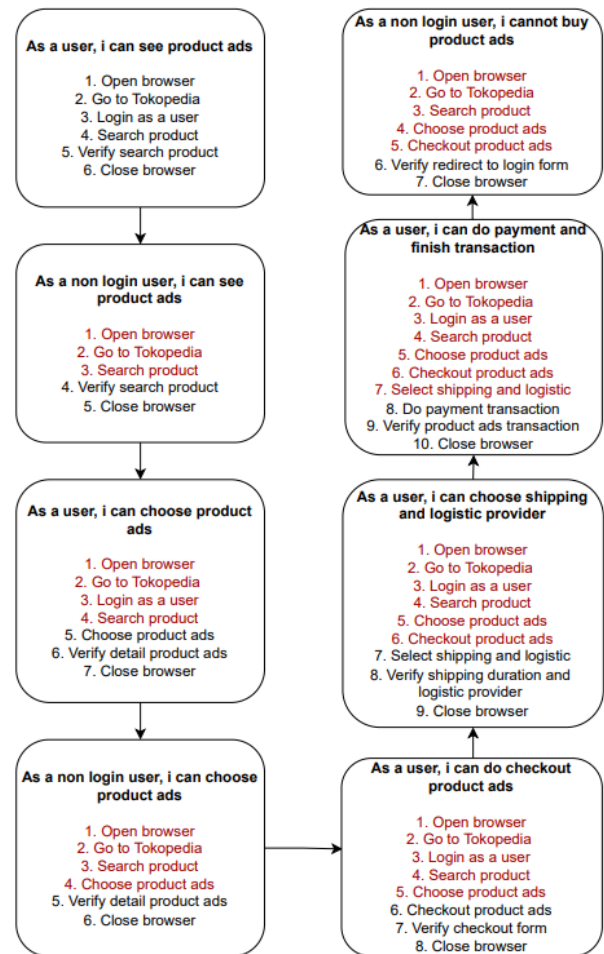 As a user, i can see product ads
1. Open browser
2. Go to Tokopedia
3. Login as a user
4. Search product
5. Verify search product
6. Close browser
As a non login user, i can see
product ads
1. Open browser
2. Go to Tokopedia
3. Search product
4. Verify search product
5. Close browser
As a user, i can choose product
ads
1. Open browser
2. Go to Tokopedia
3. Login as a user
4. Search product
5. Choose product ads
6. Verify detail product ads
7. Close browser
As a non login user, i can choose
product ads
1. Open browser
2. Go to Tokopedia
3. Search product
4. Choose product ads
5. Verify detail product ads
6. Close browser
As a user, i can do checkout
product ads
1. Open browser
2. Go to Tokopedia
3. Login as a user
4. Search product
5. Choose product ads
6. Checkout product ads
7. Verify checkout form
8. Close browser
As a user, i can choose shipping
and logistic provider
1. Open browser
2. Go to Tokopedia
3. Login as a user
4. Search product
5. Choose product ads
6. Checkout product ads
7. Select shipping and logistic
8. Verify shipping duration and
logistic provider
9. Close browser
As a user, i can do payment and
finish transaction
1. Open browser
2. Go to Tokopedia
3. Login as a user
4. Search product
5. Choose product ads
6. Checkout product ads
7. Select shipping and logistic
8. Do payment transaction
9. Verify product ads transaction
10. Close browser
As a non login user, i cannot buy
product ads
1. Open browser
2. Go to Tokopedia
3. Search product
4. Choose product ads
5. Checkout product ads
6. Verify redirect to login form
7. Close browser